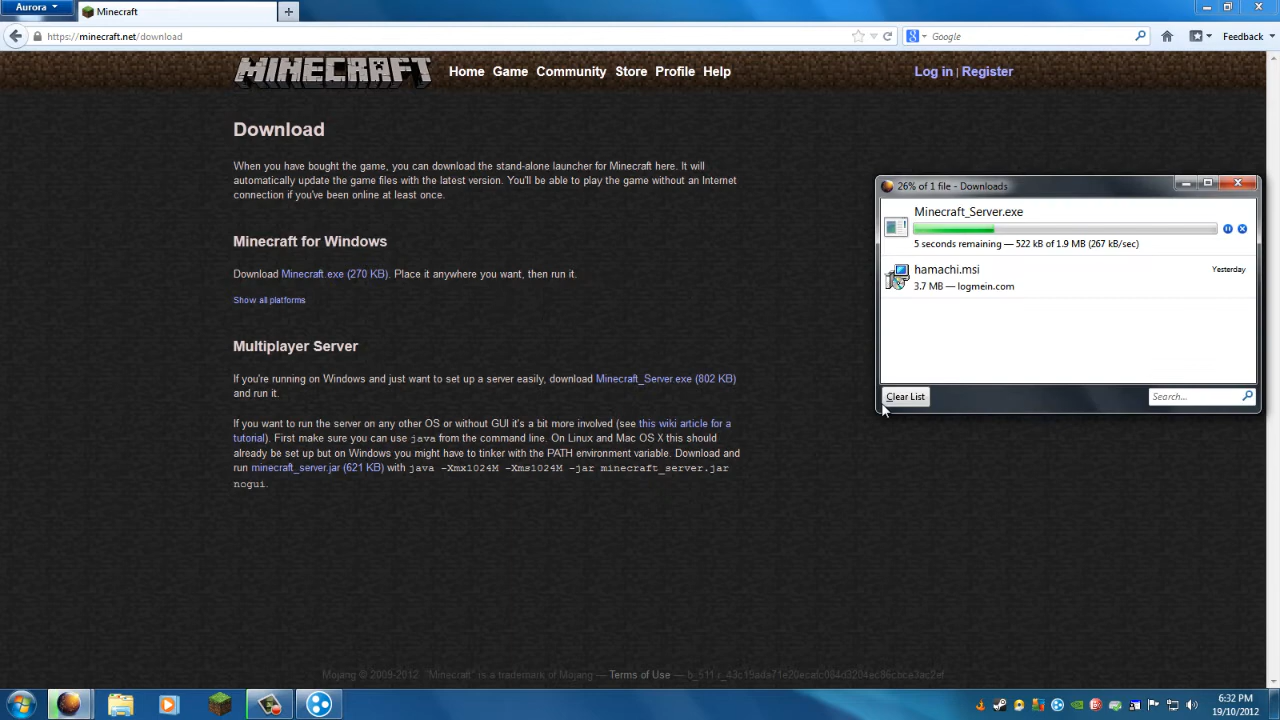 Aurora
Minecraft
https://minecraft.net/download
Google
Feedback
MINECRAFT
Home Game Community Store Profile Help
Log in | Register
Download
When you have bought the game, you can download the stand-alone launcher for Minecraft here. It will
automatically update the game files with the latest version. You'll be able to play the game without an Internet
connection if you've been online at least once.
Minecraft for Windows
Download Minecraft.exe (270 KB). Place it anywhere you want, then run it.
Show all platforms
Multiplayer Server
If you're running on Windows and just want to set up a server easily, download Minecraft_Server.exe (802 KB)
and run it.
If you want to run the server on any other OS or without GUI it's a bit more involved (see this wiki article for a
tutorial). First make sure you can use java from the command line. On Linux and Mac OS X this should
already be set up but on Windows you might have to tinker with the PATH environment variable. Download and
run minecraft_server.jar (621 KB) with java -Xmx1024M -Xms1024M -jar minecraft_server.jar
nogui.
26% of 1 file - Downloads
Minecraft_Server.exe
5 seconds remaining — 522 kB of 1.9 MB (267 kB/sec)
hamachi.msi
Yesterday
3.7 MB — logmein.com
Clear List
Search...
Mojang © 2009-2012. "Minecraft" is a trademark of Mojang — Terms of Use —
6:32 PM
19/10/2012